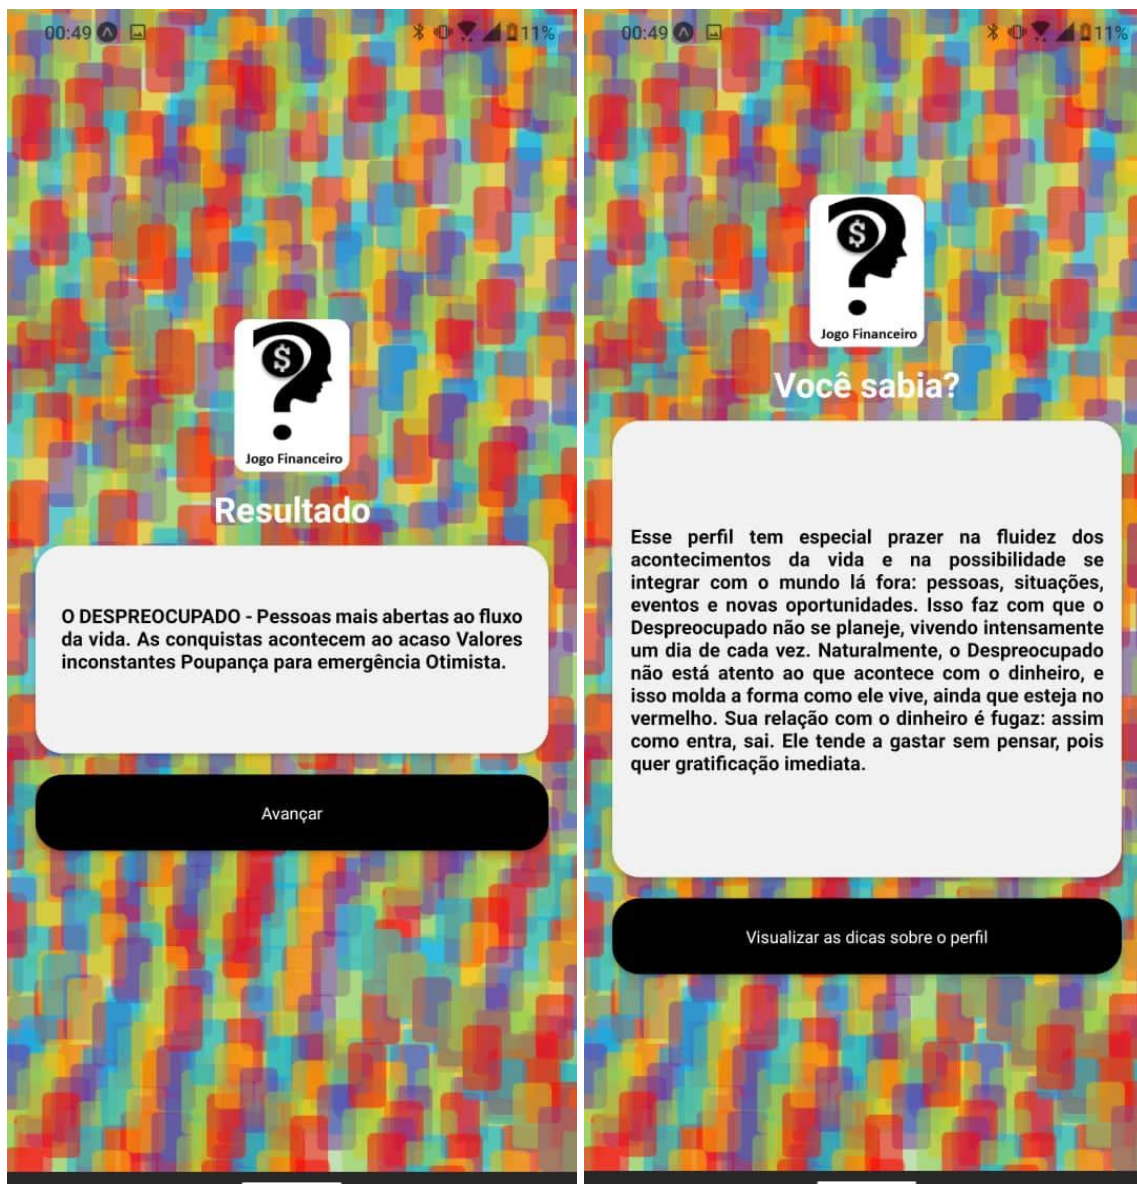 00:49
11%
$
Jogo Financeiro
Resultado
O DESPREOCUPADO - Pessoas mais abertas ao fluxo
da vida. As conquistas acontecem ao acaso Valores
inconstantes Poupança para emergência Otimista.
Avançar
00:49
11%
$
Jogo Financeiro
Você sabia?
Esse perfil tem especial prazer na fluidez dos
acontecimentos da vida e na possibilidade se
integrar com o mundo lá fora: pessoas, situações,
eventos e novas oportunidades. Isso faz com que o
Despreocupado não se planeje, vivendo intensamente
um dia de cada vez. Naturalmente, o Despreocupado
não está atento ao que acontece com o dinheiro, e
isso molda a forma como ele vive, ainda que esteja no
vermelho. Sua relação com o dinheiro é fugaz: assim
como entra, sai. Ele tende a gastar sem pensar, pois
quer gratificação imediata.
Visualizar as dicas sobre o perfil